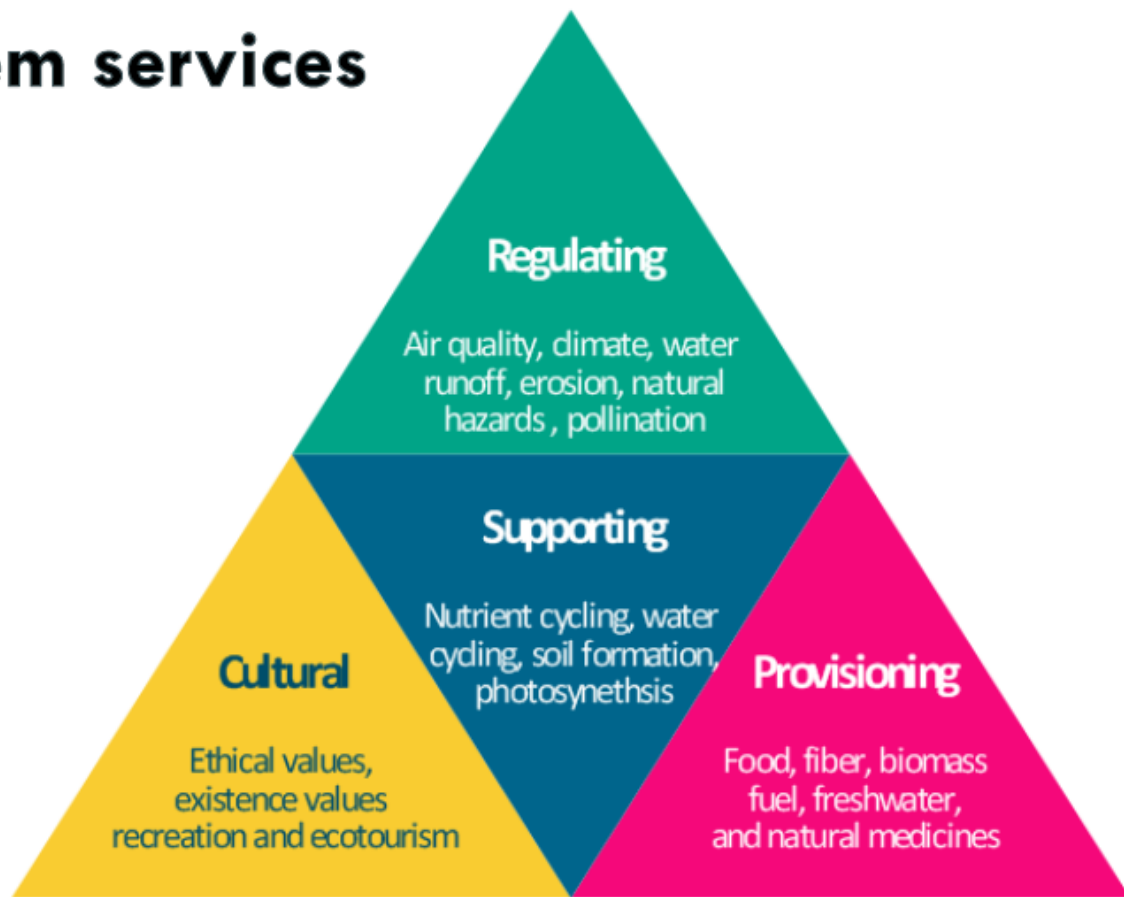 em services
Regulating
Air quality, climate, water
runoff, erosion, natural
hazards , pollination
Supporting
Nutrient cycling, water
cycling, soil formation,
photosynethsis
Cultural
Ethical values,
existence values
recreation and ecotourism
Provisioning
Food, fiber, biomass
fuel, freshwater,
and natural medicines